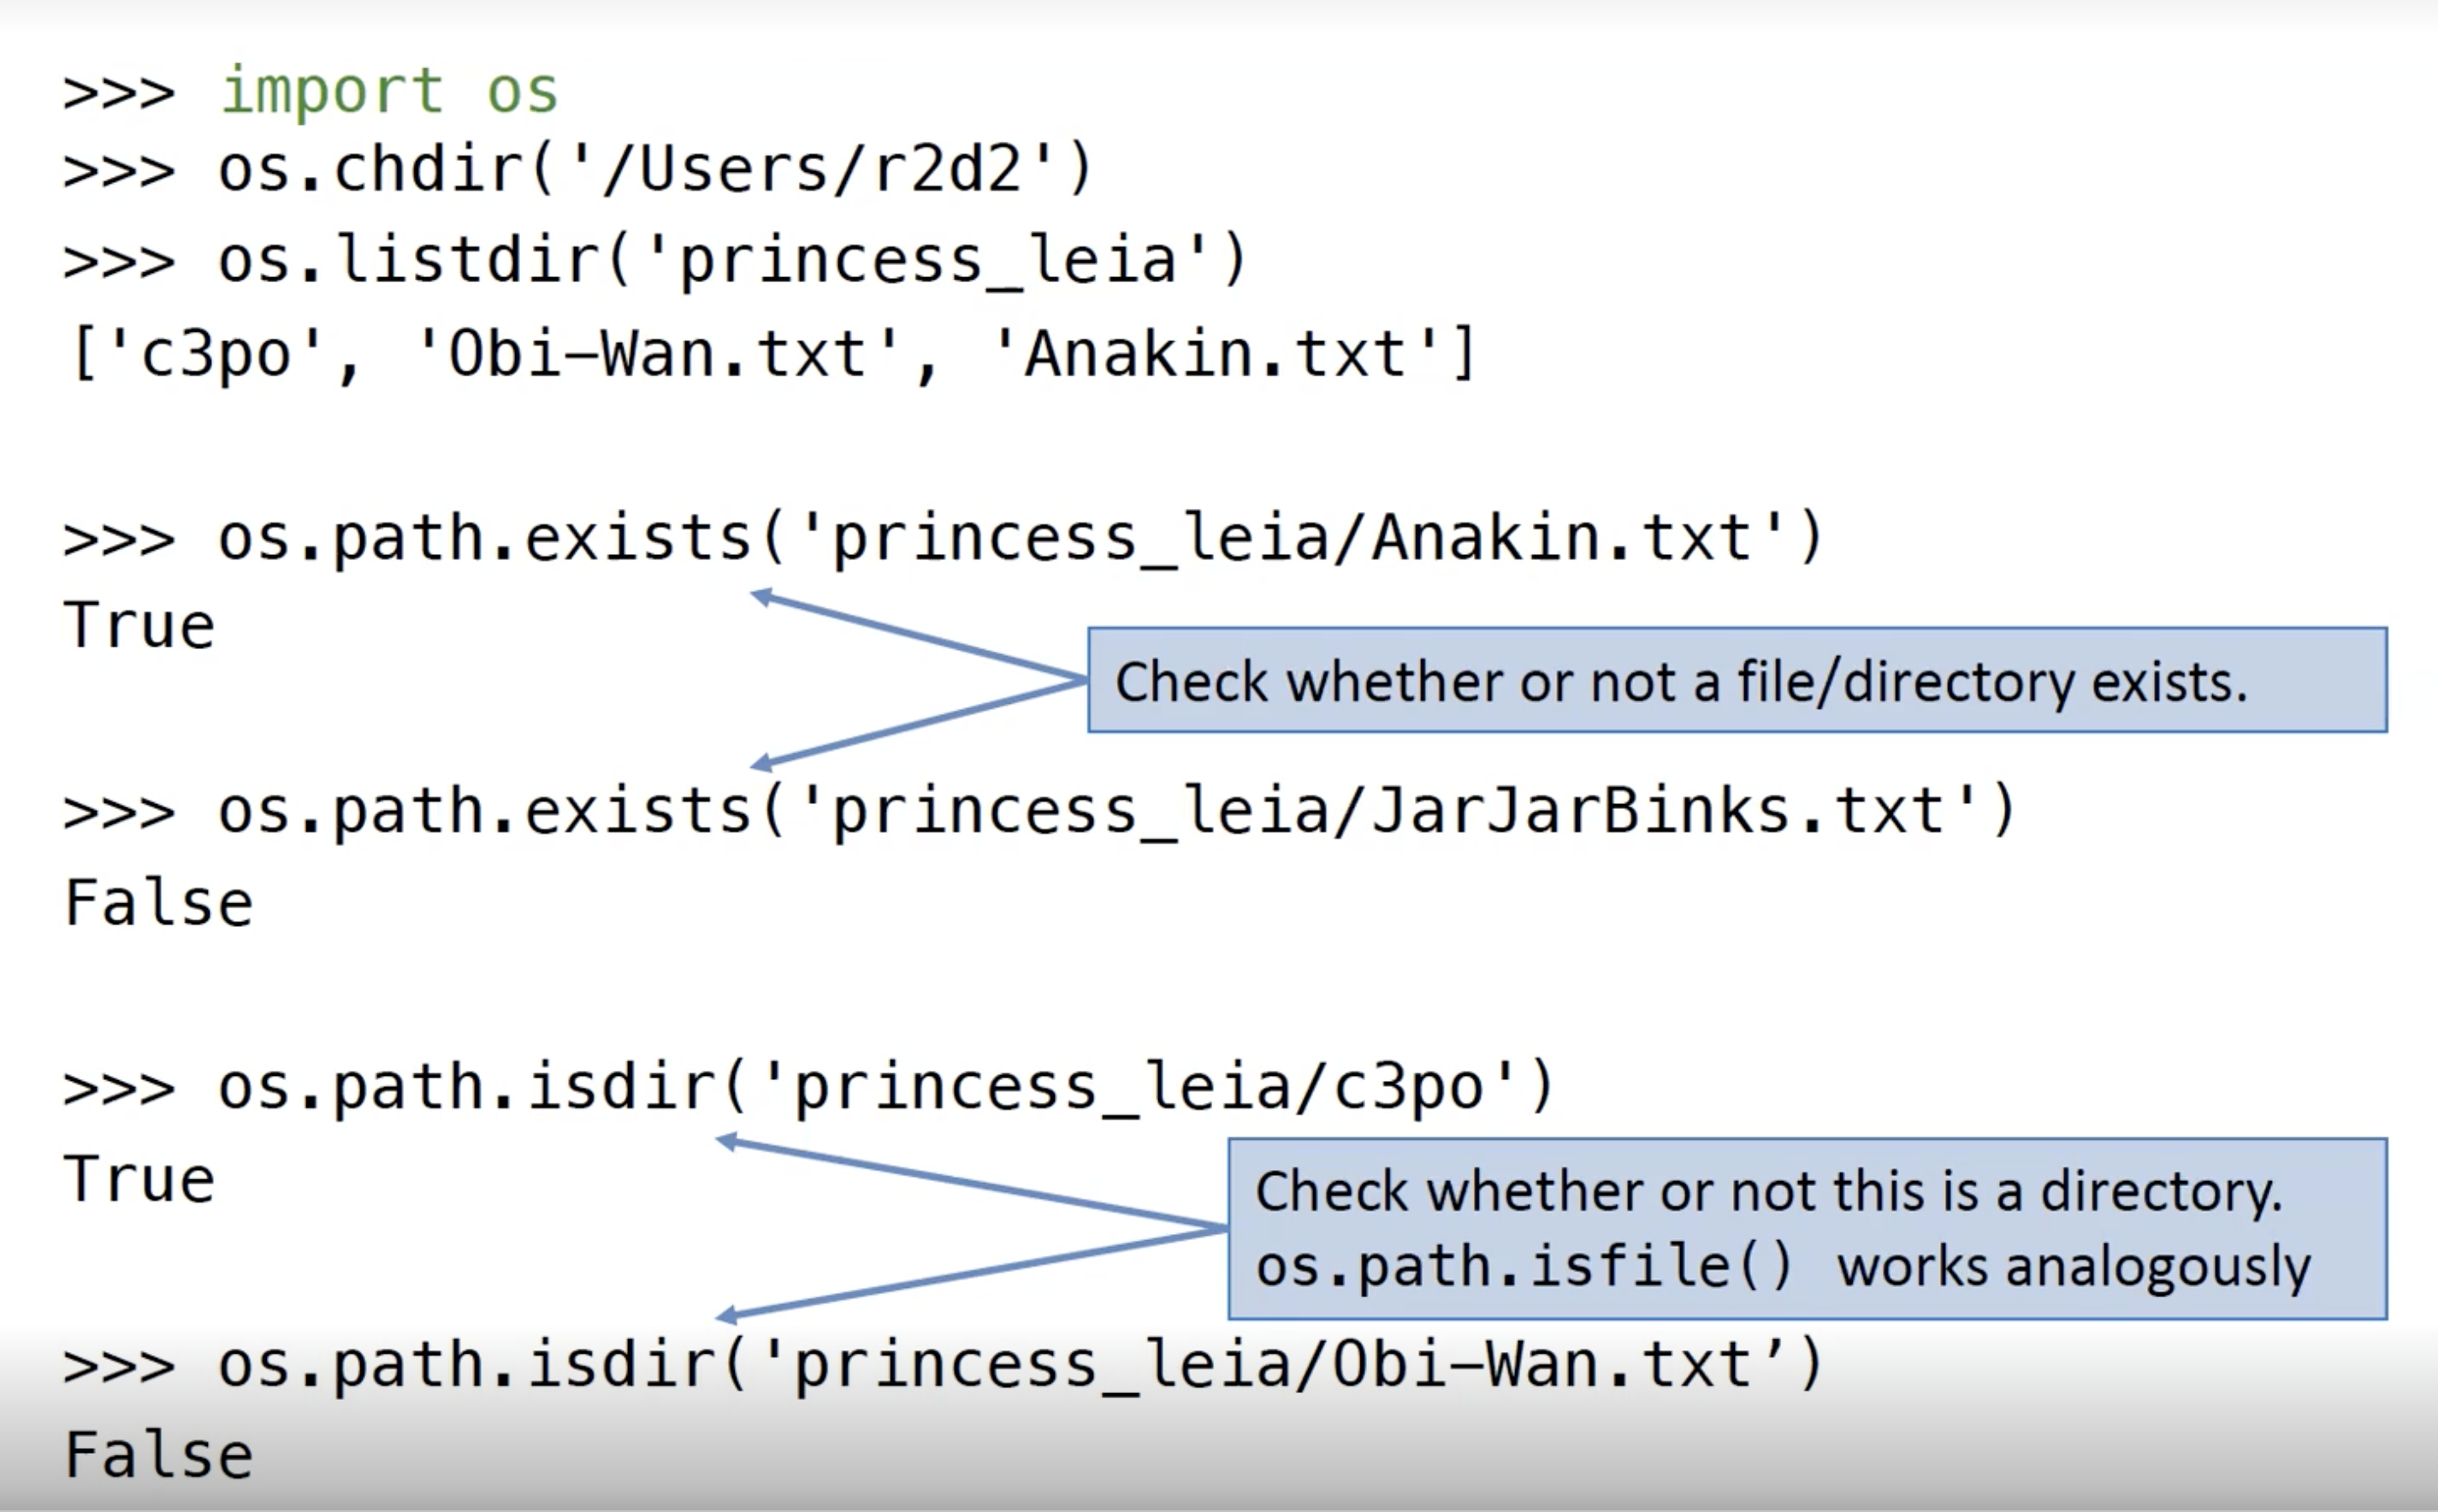 >>> import os
>>> os.chdir('/Users/r2d2')
>>> os.listdir('princess_leia')
['c3po', 'Obi–Wan.txt', 'Anakin.txt']
>>> os.path.exists('princess_leia/Anakin.txt')
True
Check whether or not a file/directory exists.
>>> os.path.exists('princess_leia/JarJarBinks.txt')
False
>>> os.path.isdir('princess_leia/c3po')
True
Check whether or not this is a directory.
os.path.isfile() works analogously
>>> os.path.isdir('princess_leia/Obi–Wan.txt’)
False